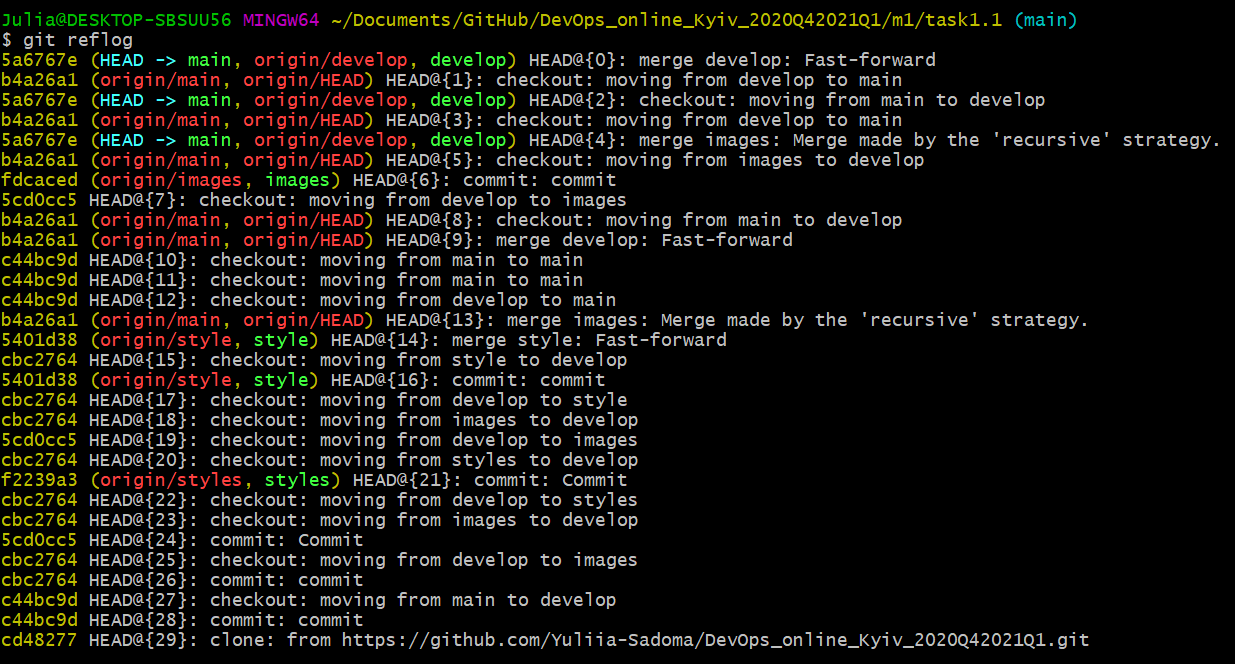 Julia@DESKTOP-SBSUU56 MINGW64 ~/Documents/GitHub/DevOps_online_Kyiv_2020Q42021Q1/m1/task1.1 (main)
$ git reflog
5a6767e (HEAD -> main, origin/develop, develop) HEAD@{0}: merge develop: Fast-forward
b4a26a1 (origin/main, origin/HEAD) HEAD@{1}: checkout: moving from develop to main
5a6767e (HEAD -> main, origin/develop, develop) HEAD@{2}: checkout: moving from main to develop
b4a26a1 (origin/main, origin/HEAD) HEAD@{3}: checkout: moving from develop to main
5a6767e (HEAD -> main, origin/develop, develop) HEAD@{4}: merge images: Merge made by the 'recursive' strategy.
b4a26a1 (origin/main, origin/HEAD) HEAD@{5}: checkout: moving from images to develop
fdcaced (origin/images, images) HEAD@{6}: commit: commit
5cd0cc5 HEAD@{7}: checkout: moving from develop to images
b4a26a1 (origin/main, origin/HEAD) HEAD@{8}: checkout: moving from main to develop
b4a26a1 (origin/main, origin/HEAD) HEAD@{9}: merge develop: Fast-forward
c44bc9d HEAD@{10}: checkout: moving from main to main
c44bc9d HEAD@{11}: checkout: moving from main to main
c44bc9d HEAD@{12}: checkout: moving from develop to main
b4a26a1 (origin/main, origin/HEAD) HEAD@{13}: merge images: Merge made by the 'recursive' strategy.
5401d38 (origin/style, style) HEAD@{14}: merge style: Fast-forward
cbc2764 HEAD@{15}: checkout: moving from style to develop
5401d38 (origin/style, style) HEAD@{16}: commit: commit
cbc2764 HEAD@{17}: checkout: moving from develop to style
cbc2764 HEAD@{18}: checkout: moving from images to develop
5cd0cc5 HEAD@{19}: checkout: moving from develop to images
cbc2764 HEAD@{20}: checkout: moving from styles to develop
f2239a3 (origin/styles, styles) HEAD@{21}: commit: Commit
cbc2764 HEAD@{22}: checkout: moving from develop to styles
cbc2764 HEAD@{23}: checkout: moving from images to develop
5cd0cc5 HEAD@{24}: commit: Commit
cbc2764 HEAD@{25}: checkout: moving from develop to images
cbc2764 HEAD@{26}: commit: commit
c44bc9d HEAD@{27}: checkout: moving from main to develop
c44bc9d HEAD@{28}: commit: commit
cd48277 HEAD@{29}: clone: from https://github.com/Yuliia-Sadoma/DevOps_online_Kyiv_2020Q42021Q1.git